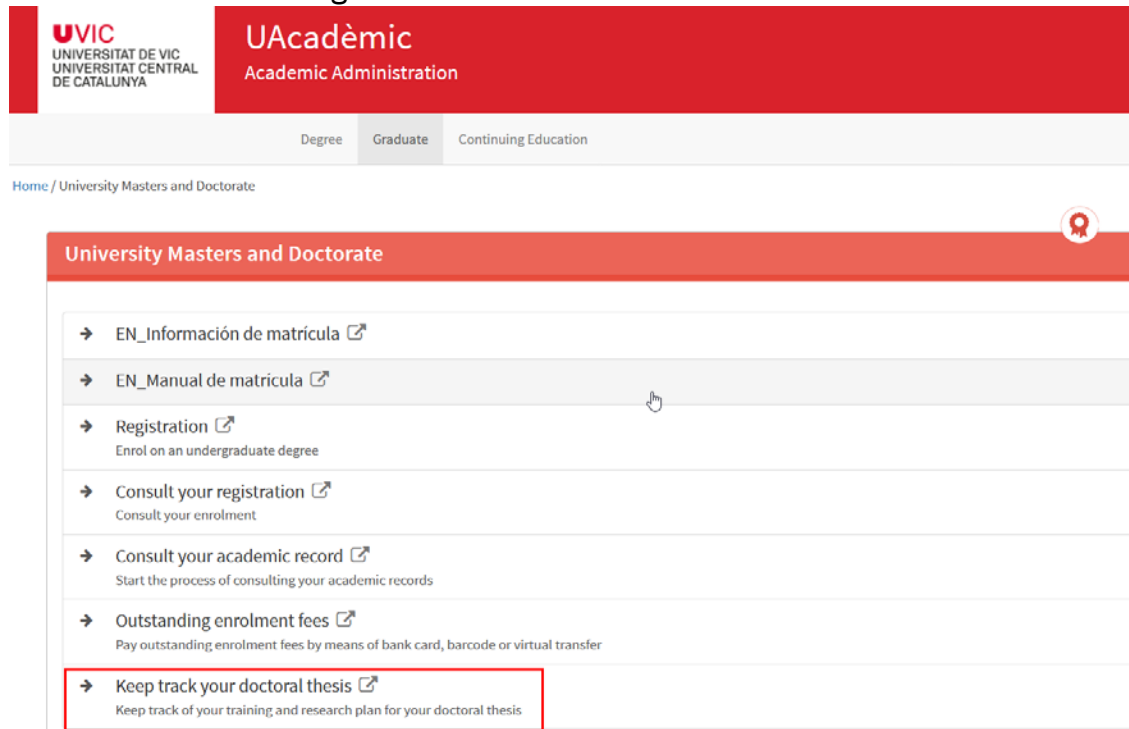 UVIC
UNIVERSITAT DE VIC
UNIVERSITAT CENTRAL
DE CATALUNYA
UAcadèmic
Academic Administration
Degree Graduate Continuing Education
Home / University Masters and Doctorate
University Masters and Doctorate
EN_Información de matrícula
EN_Manual de matricula
Registration
Enrol on an undergraduate degree
Consult your registration
Consult your enrolment
Consult your academic record
Start the process of consulting your academic records
Outstanding enrolment fees
Pay outstanding enrolment fees by means of bank card, barcode or virtual transfer
Keep track your doctoral thesis
Keep track of your training and research plan for your doctoral thesis